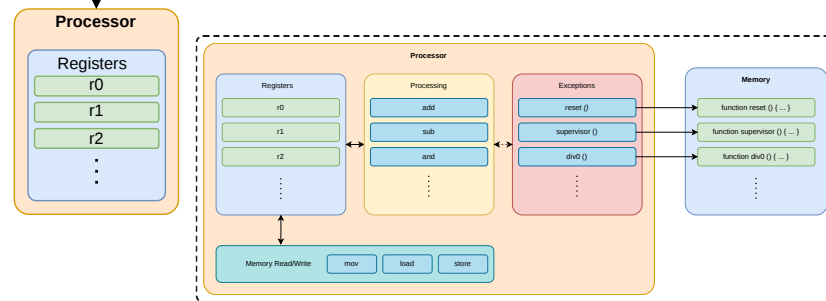 Processor
Registers
r0
r1
r2
Processor
Registers
r0
r1
r2
Processing
add
sub
and
Exceptions
reset ()
supervisor ()
div0 ()
Memory
function reset () { ... }
function supervisor () { ... }
function div0 () { ... }
Memory Read/Write
mov
load
store